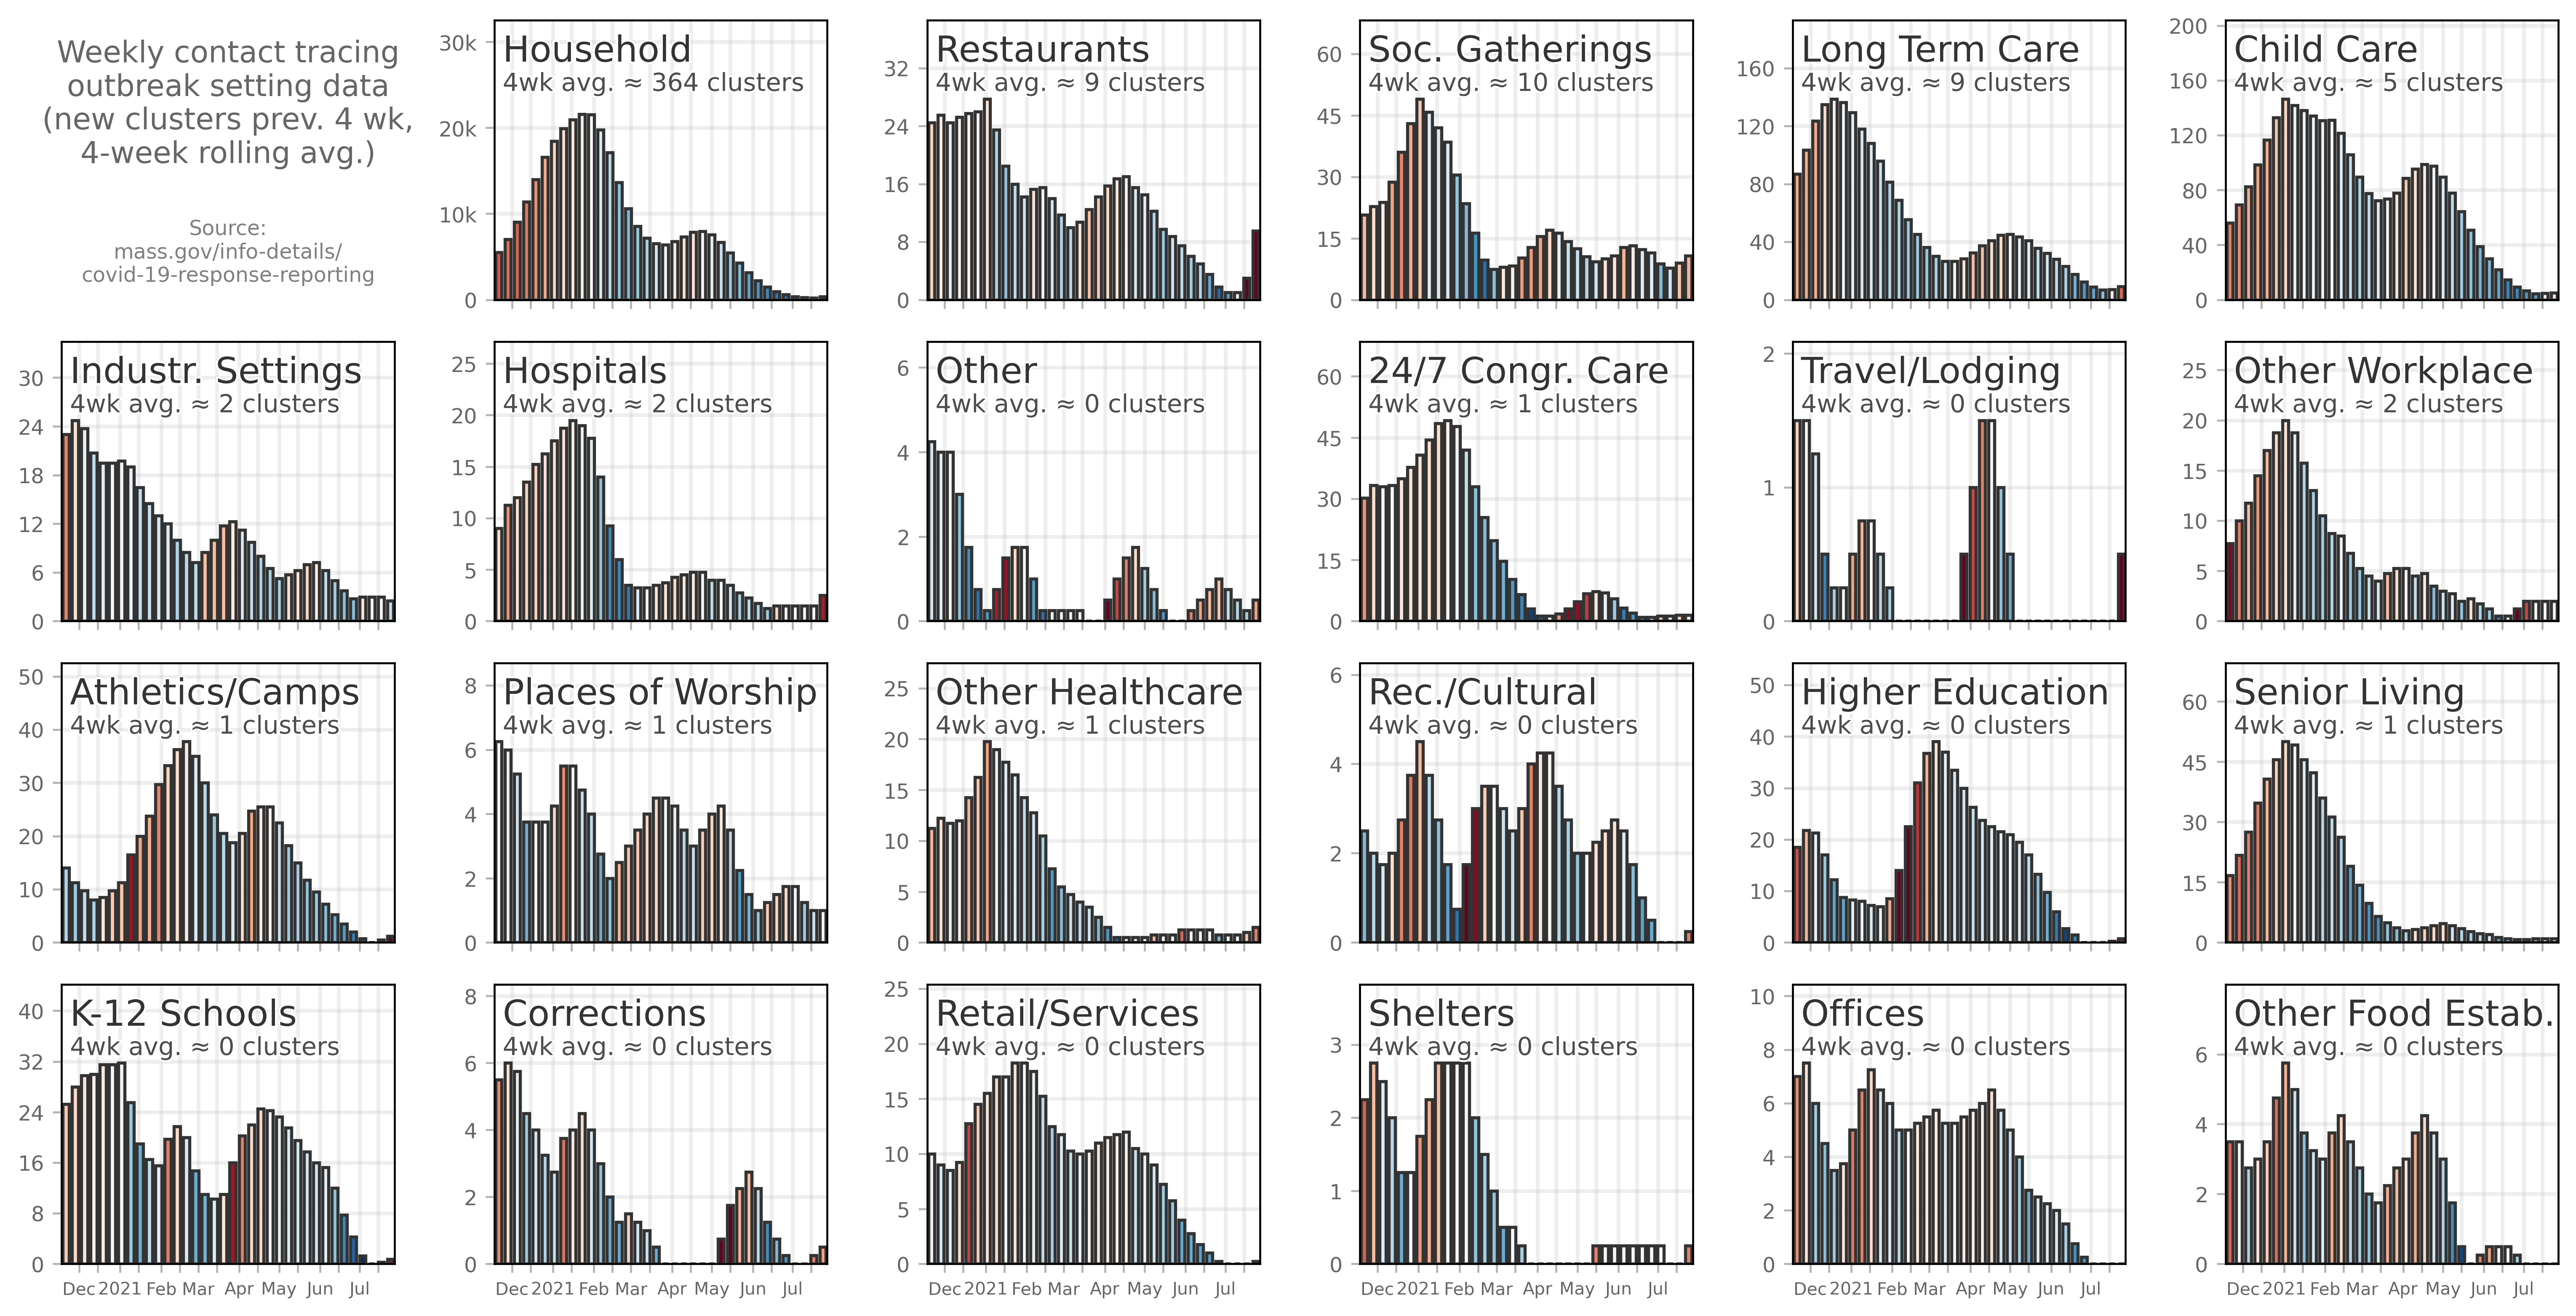 Weekly contact tracing
outbreak setting data
(new clusters prev. 4 wk,
4-week rolling avg.)
Source:
mass.gov/info-details/
covid-19-response-reporting
Household
4wk avg. ≈ 364 clusters
30k
20k
10k
0
Restaurants
4wk avg. ≈ 9 clusters
32
24
16
8
0
Soc. Gatherings
4wk avg. ≈ 10 clusters
60
45
30
15
0
Long Term Care
4wk avg. ≈ 9 clusters
160
120
80
40
0
Child Care
4wk avg. ≈ 5 clusters
200
160
120
80
40
0
Industr. Settings
4wk avg. ≈ 2 clusters
30
24
18
12
6
0
Hospitals
4wk avg. ≈ 2 clusters
25
20
15
10
5
0
Other
4wk avg. ≈ 0 clusters
6
4
2
0
24/7 Congr. Care
4wk avg. ≈ 1 clusters
60
45
30
15
0
Travel/Lodging
4wk avg. ≈ 0 clusters
2
1
0
Other Workplace
4wk avg. ≈ 2 clusters
25
20
15
10
5
0
Athletics/Camps
4wk avg. ≈ 1 clusters
50
40
30
20
10
0
Places of Worship
4wk avg. ≈ 1 clusters
8
6
4
2
0
Other Healthcare
4wk avg. ≈ 1 clusters
25
20
15
10
5
0
Rec./Cultural
4wk avg. ≈ 0 clusters
6
4
2
0
Higher Education
4wk avg. ≈ 0 clusters
50
40
30
20
10
0
Senior Living
4wk avg. ≈ 1 clusters
60
45
30
15
0
K-12 Schools
4wk avg. ≈ 0 clusters
40
32
24
16
8
0
Dec 2021 Feb Mar Apr May Jun Jul
Corrections
4wk avg. ≈ 0 clusters
8
6
4
2
0
Dec 2021 Feb Mar Apr May Jun Jul
Retail/Services
4wk avg. ≈ 0 clusters
25
20
15
10
5
0
Dec 2021 Feb Mar Apr May Jun Jul
Shelters
4wk avg. ≈ 0 clusters
3
2
1
0
Dec 2021 Feb Mar Apr May Jun Jul
Offices
4wk avg. ≈ 0 clusters
10
8
6
4
2
0
Dec 2021 Feb Mar Apr May Jun Jul
Other Food Estab.
4wk avg. ≈ 0 clusters
6
4
2
0
Dec 2021 Feb Mar Apr May Jun Jul